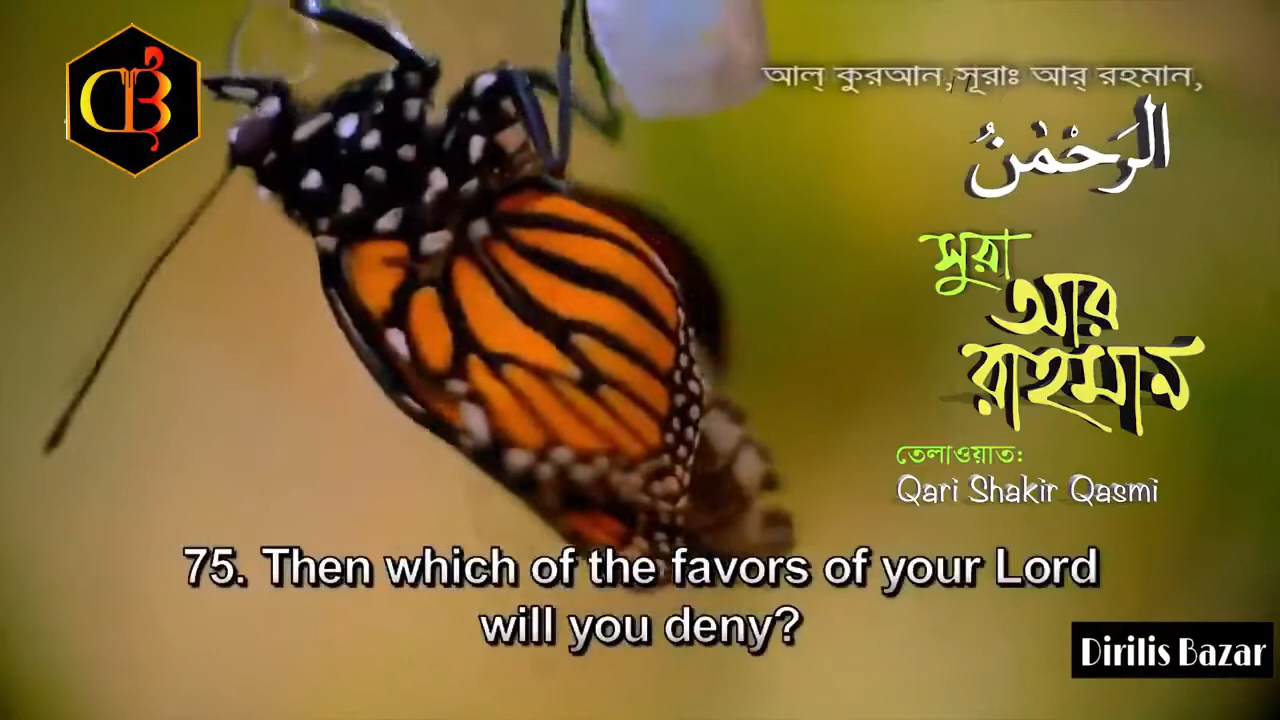 আল্ কুরআন, সূরাঃ আর্ রহমান,
الرَحْمٰنُ
সুরা
আর
রাহমান
তেলাওয়াত:
Qari Shakir Qasmi
75. Then which of the favors of your Lord
will you deny?
Dirilis Bazar